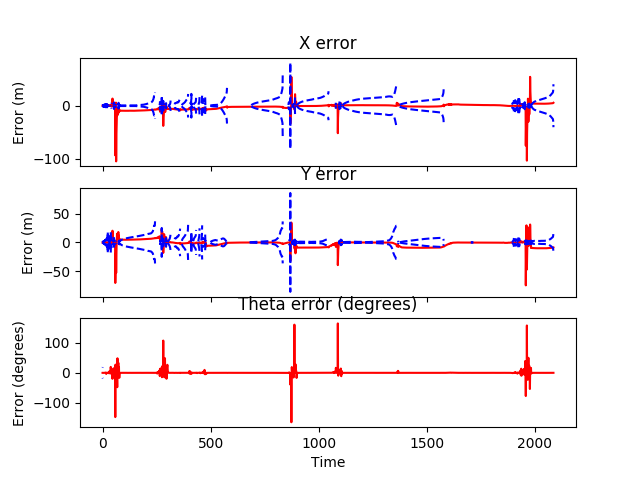 X error
Error (m)
0
−100
Y error
Error (m)
50
0
−50
Theta error (degrees)
Error (degrees)
100
0
−100
0 500 1000 1500 2000
Time